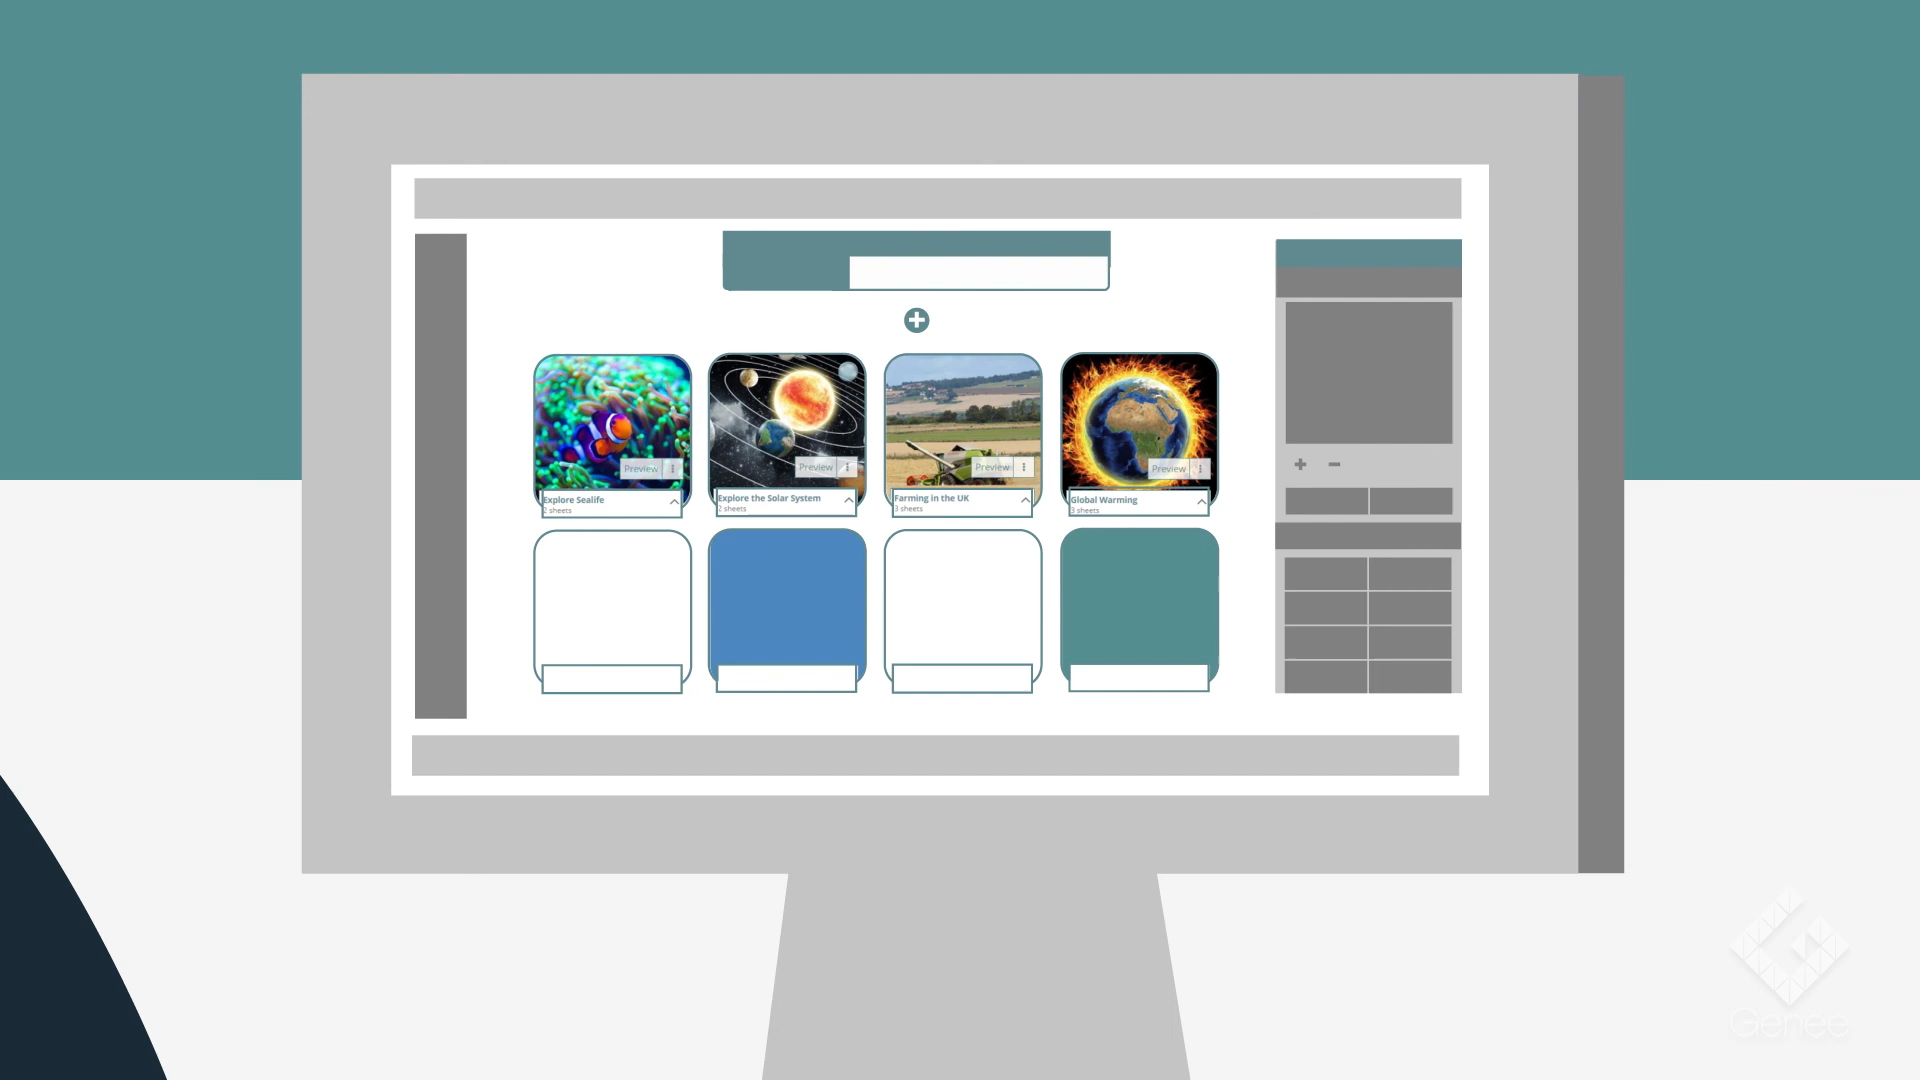 Preview
Preview
Preview
Preview
Explore Sealife
2 sheets
Explore the Solar System
2 sheets
Farming in the UK
3 sheets
Global Warming
3 sheets
Genee